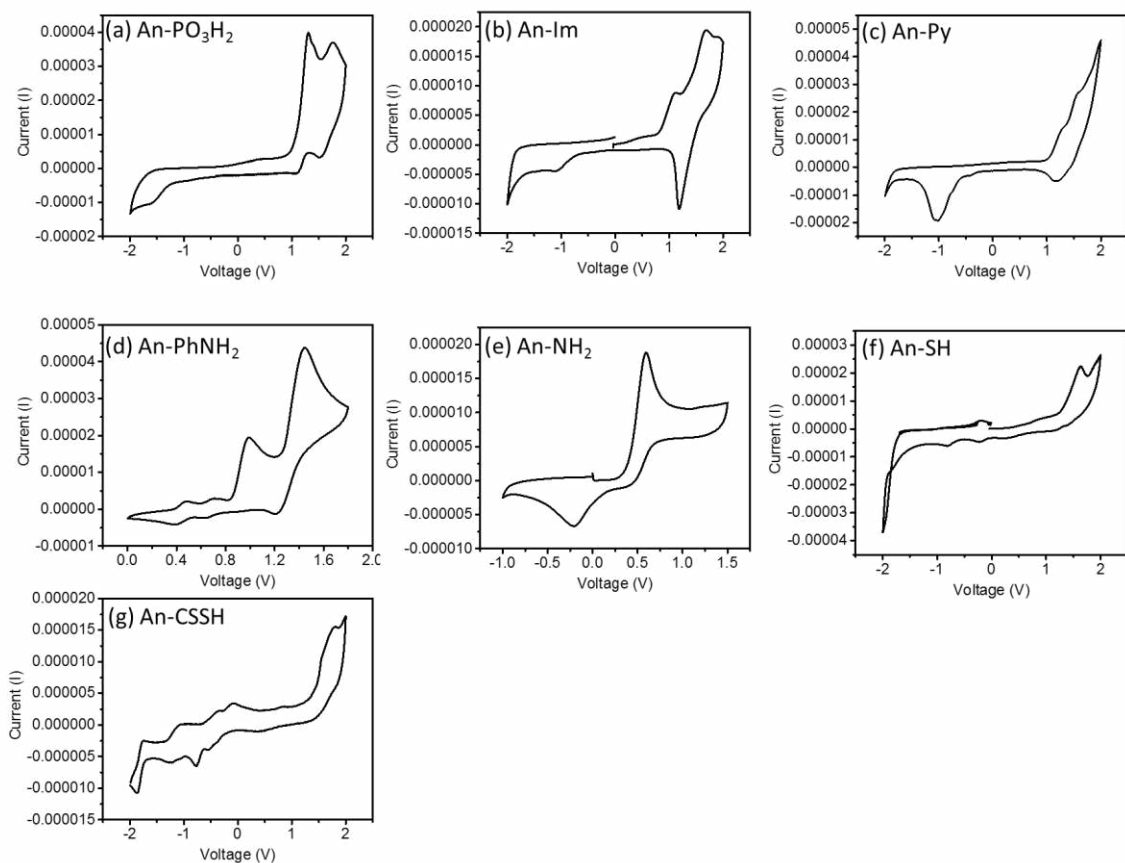 (a) An-PO₃H₂
Current (I)
0.00004
0.00003
0.00002
0.00001
0.00000
-0.00001
-0.00002
-2 -1 0 1 2
Voltage (V)
(b) An-Im
Current (I)
0.000020
0.000015
0.000010
0.000005
0.000000
-0.000005
-0.000010
-0.000015
-2 -1 0 1 2
Voltage (V)
(c) An-Py
Current (I)
0.00005
0.00004
0.00003
0.00002
0.00001
0.00000
-0.00001
-0.00002
-2 -1 0 1 2
Voltage (V)
(d) An-PhNH₂
Current (I)
0.00005
0.00004
0.00003
0.00002
0.00001
0.00000
-0.00001
0.0 0.4 0.8 1.2 1.6 2.0
Voltage (V)
(e) An-NH₂
Current (I)
0.000020
0.000015
0.000010
0.000005
0.000000
-0.000005
-0.000010
-1.0 -0.5 0.0 0.5 1.0 1.5
Voltage (V)
(f) An-SH
Current (I)
0.00003
0.00002
0.00001
0.00000
-0.00001
-0.00002
-0.00003
-0.00004
-2 -1 0 1 2
Voltage (V)
(g) An-CSSH
Current (I)
0.000020
0.000015
0.000010
0.000005
0.000000
-0.000005
-0.000010
-0.000015
-2 -1 0 1 2
Voltage (V)